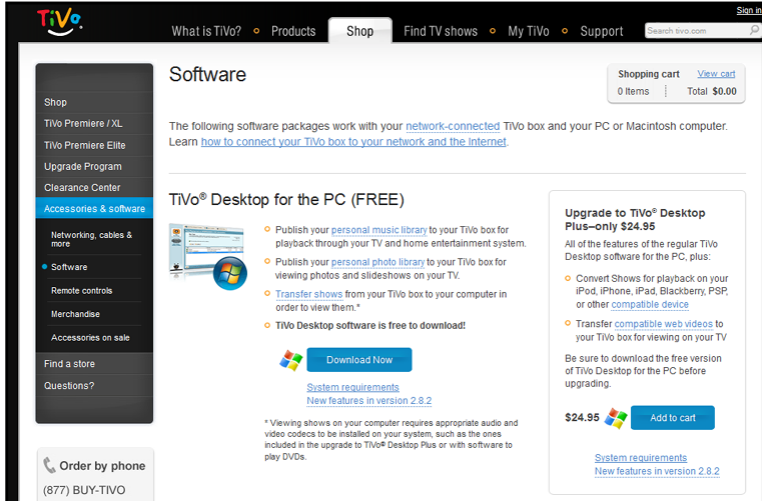 TiVo
Sign in
What is TiVo?
Products
Shop
Find TV shows
My TiVo
Support
Search tivo.com
Shop
TiVo Premiere / XL
TiVo Premiere Elite
Upgrade Program
Clearance Center
Accessories & software
Networking, cables &
more
Software
Remote controls
Merchandise
Accessories on sale
Find a store
Questions?
Order by phone
(877) BUY-TIVO
Software
Shopping cart View cart
0 Items Total $0.00
The following software packages work with your network-connected TiVo box and your PC or Macintosh computer.
Learn how to connect your TiVo box to your network and the Internet.
TiVo® Desktop for the PC (FREE)
Publish your personal music library to your TiVo box for
playback through your TV and home entertainment system.
Publish your personal photo library to your TiVo box for
viewing photos and slideshows on your TV.
Transfer shows from your TiVo box to your computer in
order to view them.*
TiVo Desktop software is free to download!
Download Now
System requirements
New features in version 2.8.2
* Viewing shows on your computer requires appropriate audio and
video codecs to be installed on your system, such as the ones
included in the upgrade to TiVo® Desktop Plus or with software to
play DVDs.
Upgrade to TiVo® Desktop
Plus–only $24.95
All of the features of the regular TiVo
Desktop software for the PC, plus:
Convert Shows for playback on your
iPod, iPhone, iPad, Blackberry, PSP,
or other compatible device
Transfer compatible web videos to
your TiVo box for viewing on your TV
Be sure to download the free version
of TiVo Desktop for the PC before
upgrading.
$24.95 Add to cart
System requirements
New features in version 2.8.2